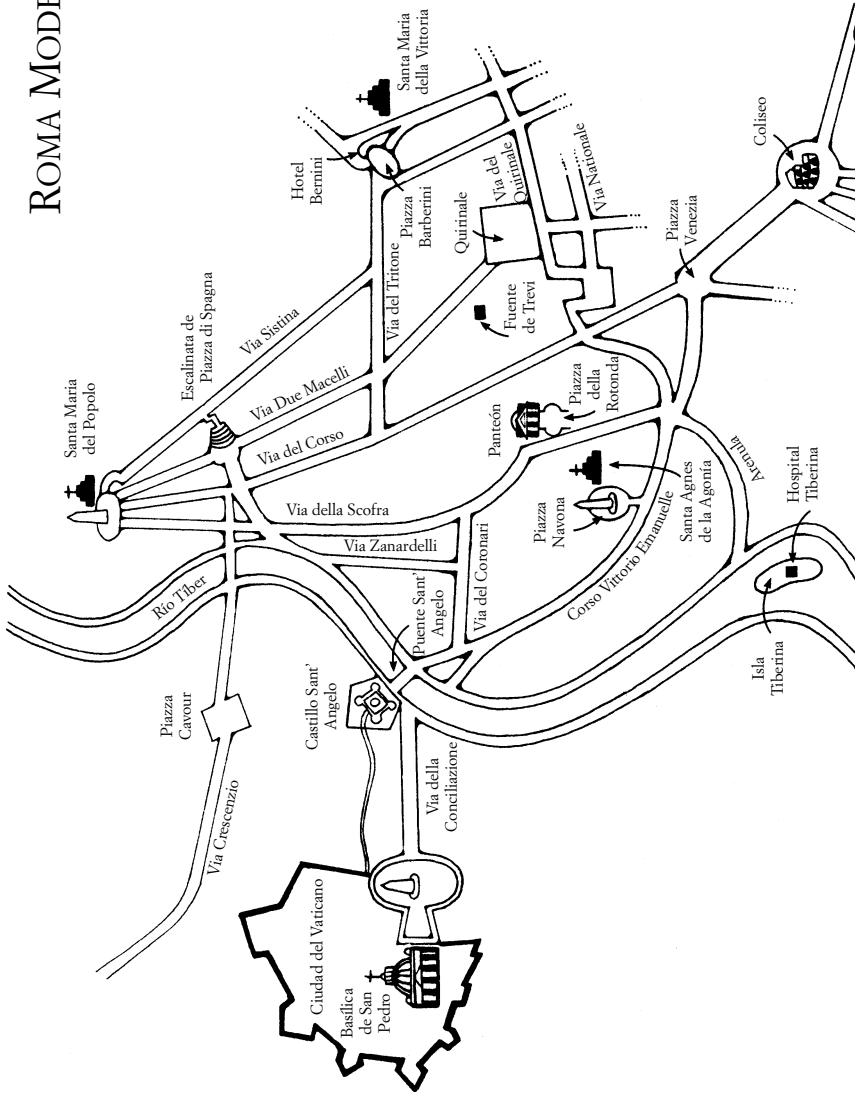 ROMA MODE
Santa Maria
del Popolo
Escalinata de
Piazza di Spagna
Hotel
Bernini
Santa Maria
della Vittoria
Via Sistina
Piazza
Barberini
Via Due Macelli
Via del Tritone
Quirinale
Via del
Quirinale
Via Nationale
Via del Corso
Fuente
de Trevi
Río Tíber
Via della Scofra
Via Zanardelli
Panteón
Piazza
della
Rotonda
Piazza
Venezia
Coliseo
Piazza
Cavour
Via Crescenzio
Castillo Sant'
Angelo
Puente Sant'
Angelo
Via del Coronari
Piazza
Navona
Santa Agnes
de la Agonía
Corso Vittorio Emanuelle
Arenula
Hospital
Tiberina
Isla
Tiberina
Ciudad del Vaticano
Basílica
de San
Pedro
Via della
Conciliazione